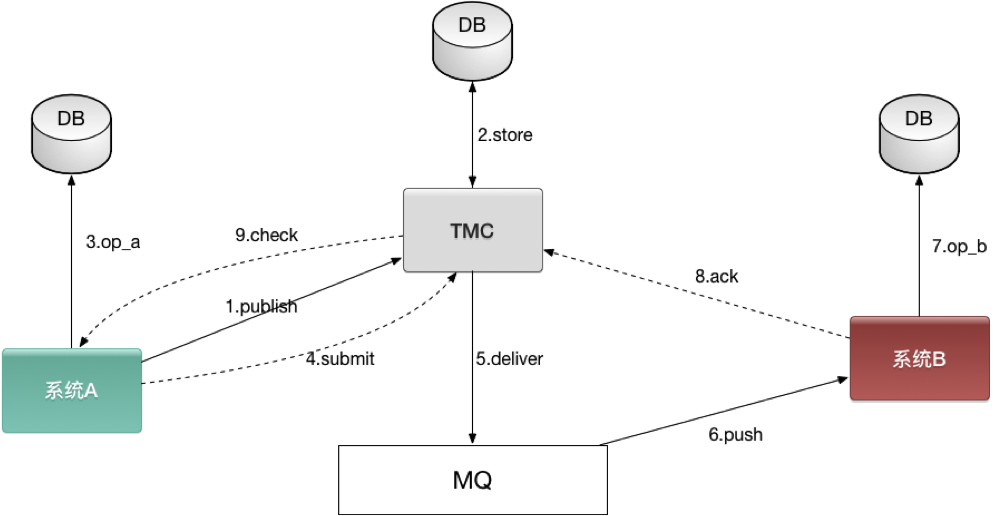 DB
DB
DB
2.store
TMC
3.op_a
9.check
7.op_b
8.ack
1.publish
4.submit
5.deliver
系统A
系统B
6.push
MQ